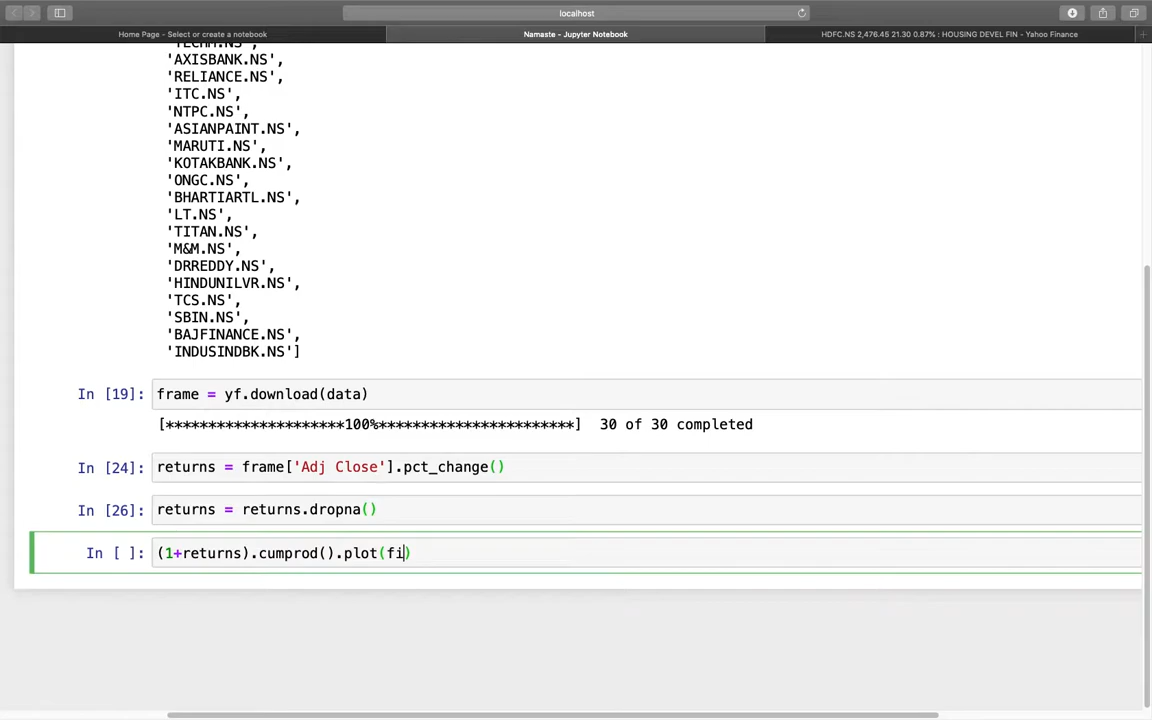 localhost
Home Page - Select or create a notebook
Namaste - Jupyter Notebook
HDFC.NS 2,476.45 21.30 0.87% : HOUSING DEVEL FIN - Yahoo Finance
'TECHM.NS',
'AXISBANK.NS',
'RELIANCE.NS',
'ITC.NS',
'NTPC.NS',
'ASIANPAINT.NS',
'MARUTI.NS',
'KOTAKBANK.NS',
'ONGC.NS',
'BHARTIARTL.NS',
'LT.NS',
'TITAN.NS',
'M&M.NS',
'DRREDDY.NS',
'HINDUNILVR.NS',
'TCS.NS',
'SBIN.NS',
'BAJFINANCE.NS',
'INDUSINDBK.NS']
In [19]: frame = yf.download(data)
[*********************100%***********************] 30 of 30 completed
In [24]: returns = frame['Adj Close'].pct_change()
In [26]: returns = returns.dropna()
In [ ]: (1+returns).cumprod().plot(fi)